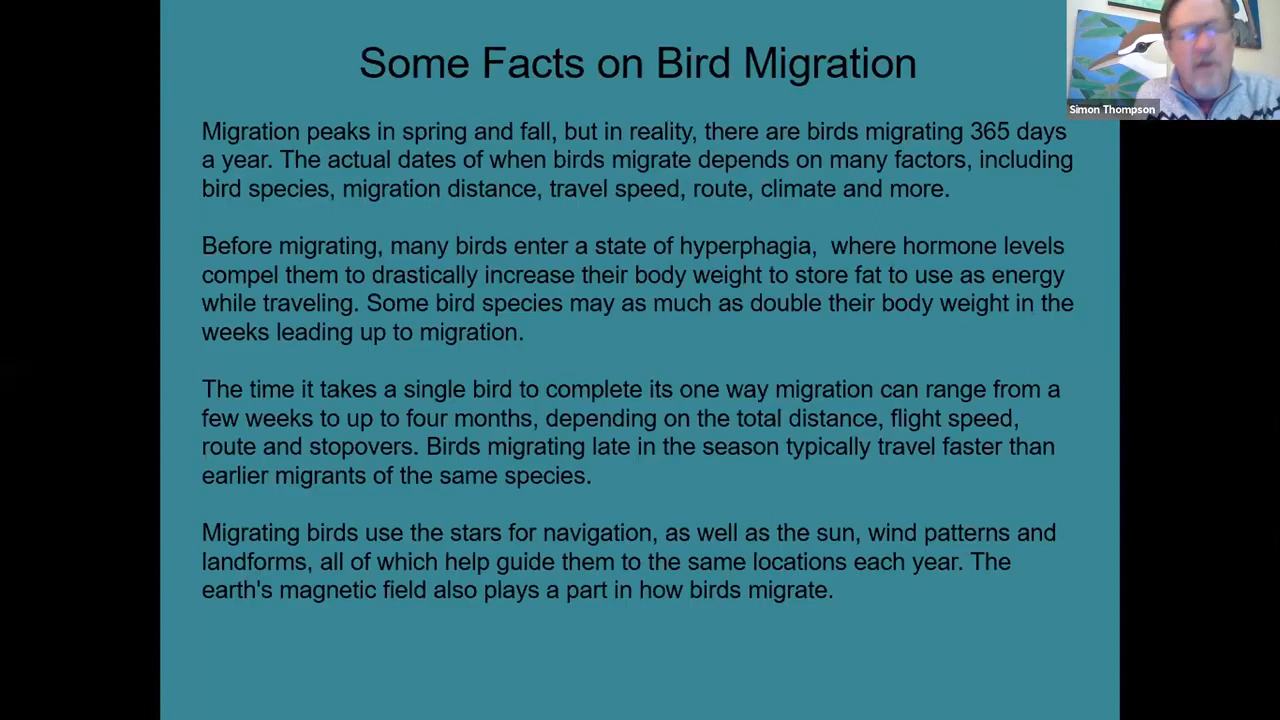 Some Facts on Bird Migration
Simon Thompson
Migration peaks in spring and fall, but in reality, there are birds migrating 365 days
a year. The actual dates of when birds migrate depends on many factors, including
bird species, migration distance, travel speed, route, climate and more.
Before migrating, many birds enter a state of hyperphagia,  where hormone levels
compel them to drastically increase their body weight to store fat to use as energy
while traveling. Some bird species may as much as double their body weight in the
weeks leading up to migration.
The time it takes a single bird to complete its one way migration can range from a
few weeks to up to four months, depending on the total distance, flight speed,
route and stopovers. Birds migrating late in the season typically travel faster than
earlier migrants of the same species.
Migrating birds use the stars for navigation, as well as the sun, wind patterns and
landforms, all of which help guide them to the same locations each year. The
earth's magnetic field also plays a part in how birds migrate.